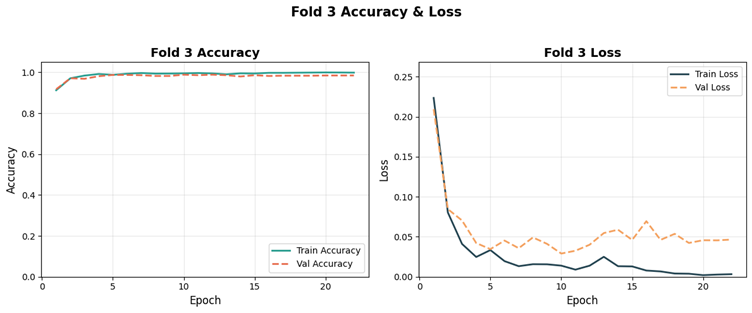 Fold 3 Accuracy & Loss
Fold 3 Accuracy
1.0
0.8
0.6
0.4
0.2
0.0
Accuracy
0
5
10
15
20
Epoch
Train Accuracy
Val Accuracy
Fold 3 Loss
0.25
0.20
0.15
0.10
0.05
0.00
Loss
0
5
10
15
20
Epoch
Train Loss
Val Loss